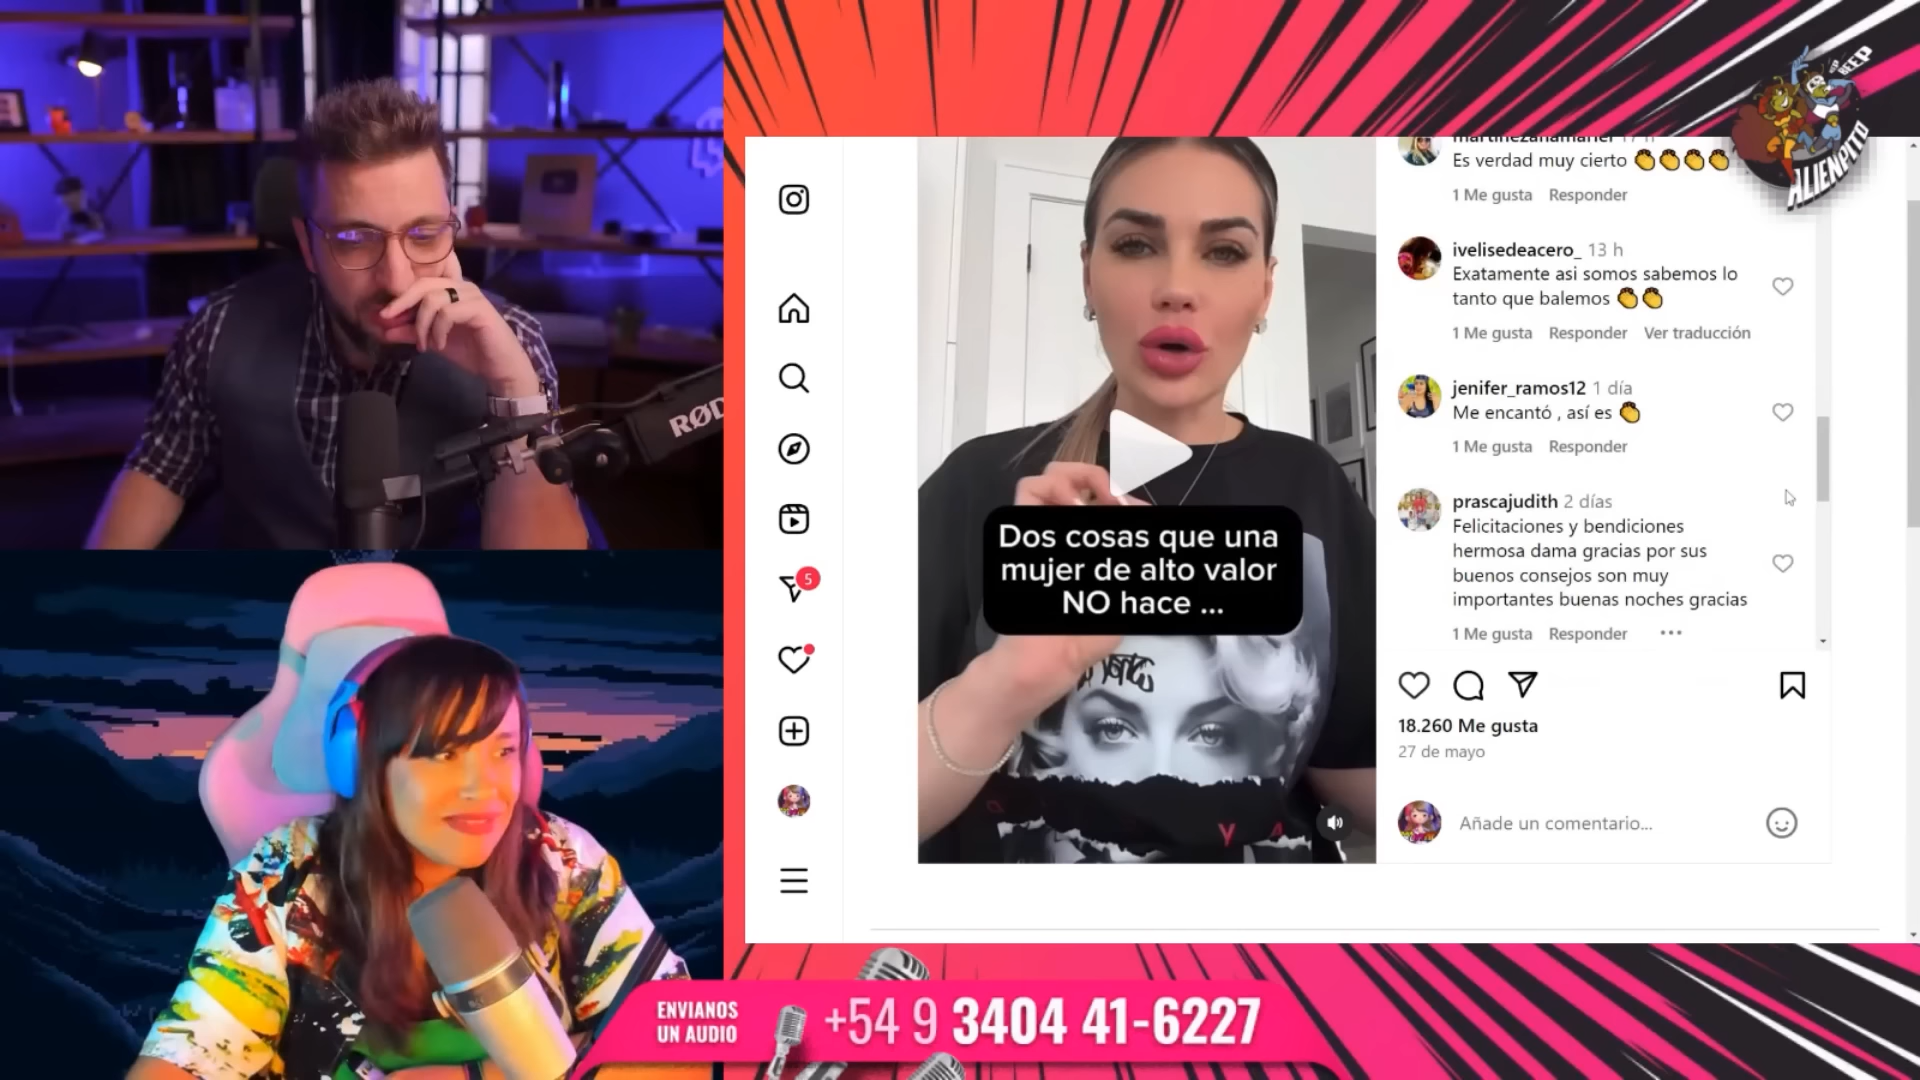 RØD
BEEP
ALIENPITO
Es verdad muy cierto 👏👏👏👏
1 Me gusta Responder
ivelisedeacero_ 13 h
Exatamente asi somos sabemos lo
tanto que balemos 👏👏
1 Me gusta Responder Ver traducción
jenifer_ramos12 1 día
Me encantó , así es 👏
1 Me gusta Responder
prascajudith 2 días
Felicitaciones y bendiciones
hermosa dama gracias por sus
buenos consejos son muy
importantes buenas noches gracias
1 Me gusta Responder
5
Dos cosas que una
mujer de alto valor
NO hace ...
18.260 Me gusta
27 de mayo
Añade un comentario...
ENVIANOS
UN AUDIO
+54 9 3404 41-6227